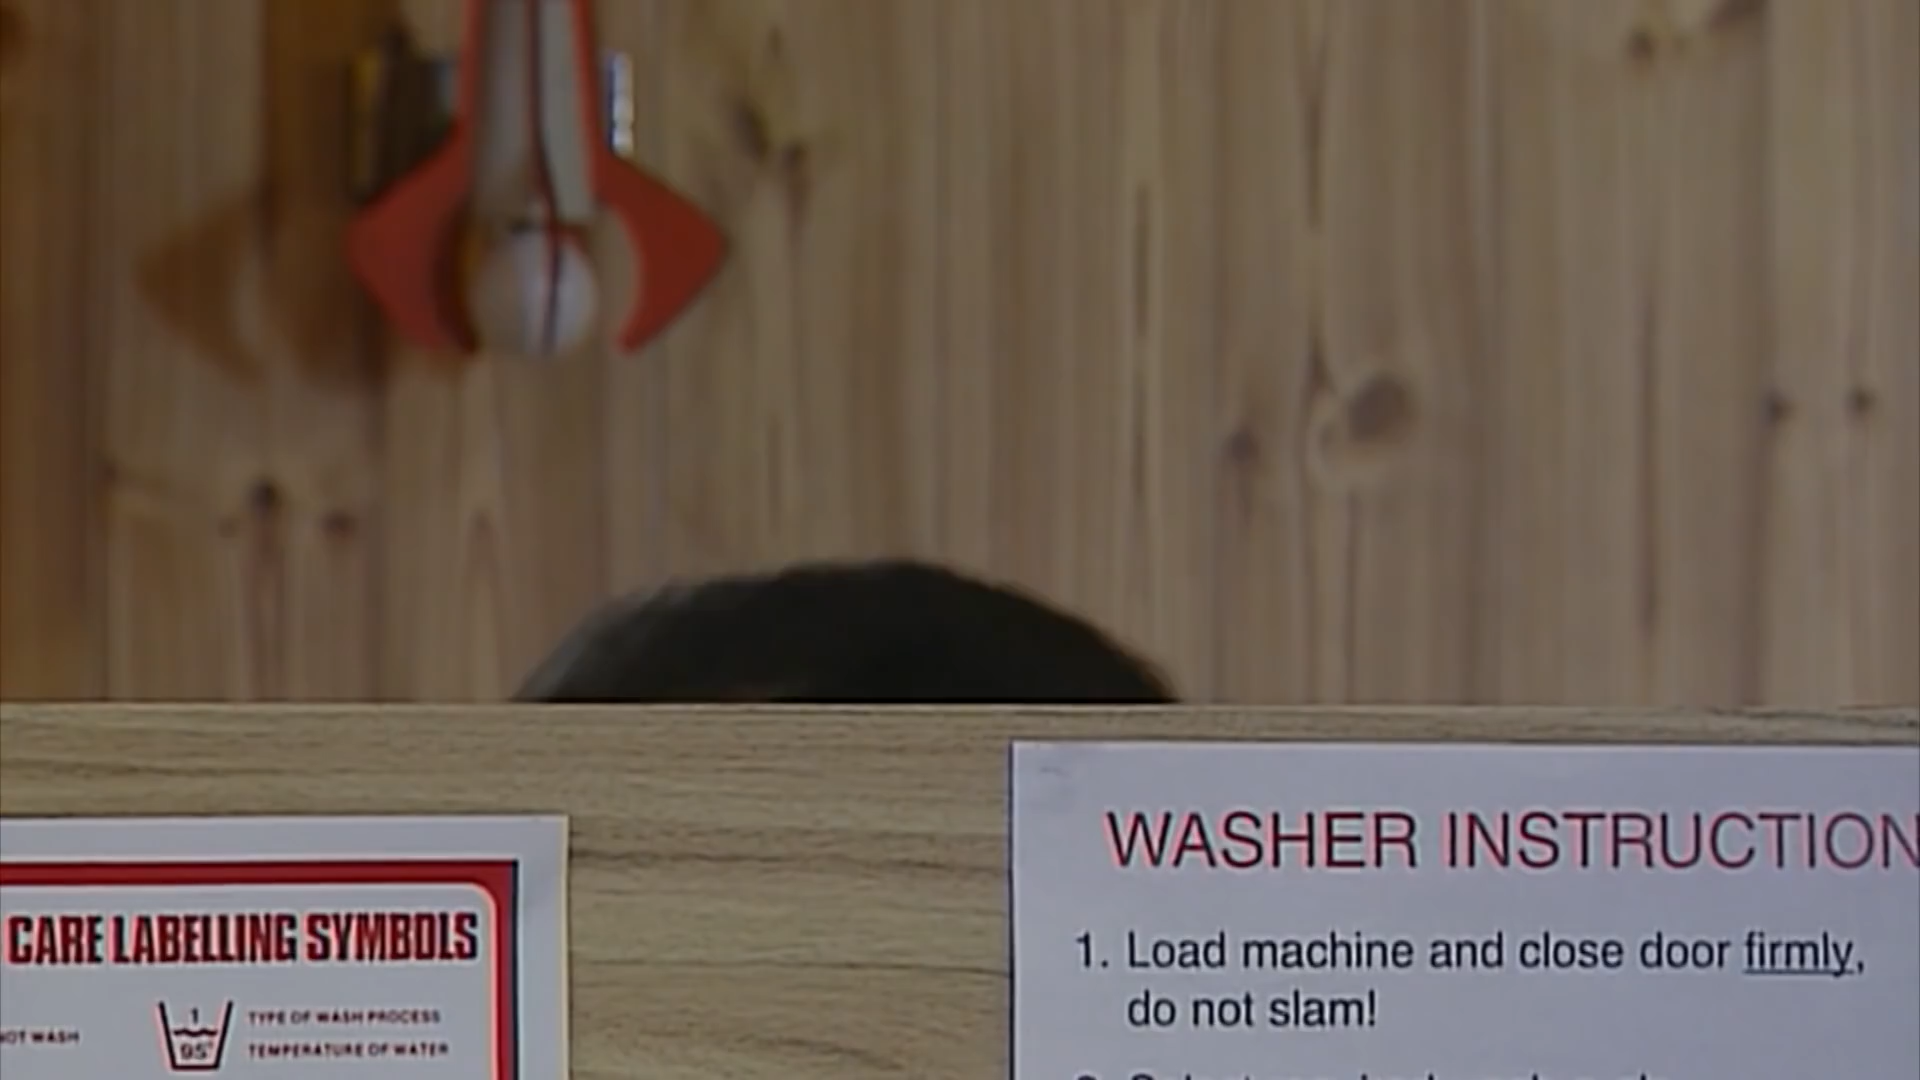 CARE LABELLING SYMBOLS
NOT WASH
1
95°
TYPE OF WASH PROCESS
TEMPERATURE OF WATER
WASHER INSTRUCTION
1. Load machine and close door firmly,
do not slam!